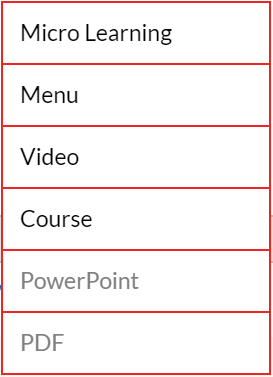 Micro Learning
Menu
Video
Course
PowerPoint
PDF